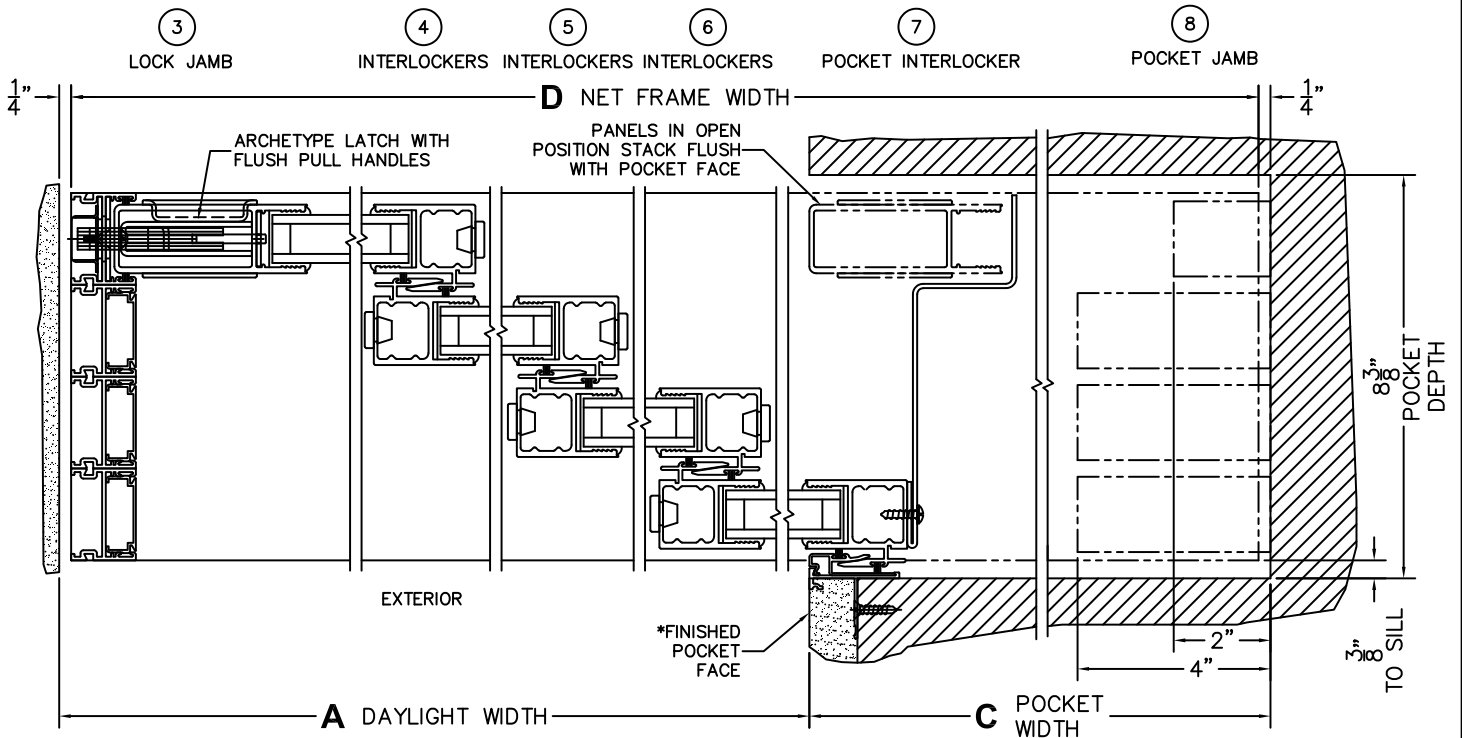 3
4
5
6
7
8
LOCK JAMB
INTERLOCKERS
INTERLOCKERS
INTERLOCKERS
POCKET INTERLOCKER
POCKET JAMB
1/4"
D NET FRAME WIDTH
1/4"
ARCHETYPE LATCH WITH
FLUSH PULL HANDLES
PANELS IN OPEN
POSITION STACK FLUSH
WITH POCKET FACE
8 3/8"
POCKET
DEPTH
EXTERIOR
*FINISHED
POCKET
FACE
2"
4"
3/8"
TO SILL
A DAYLIGHT WIDTH
C POCKET
WIDTH